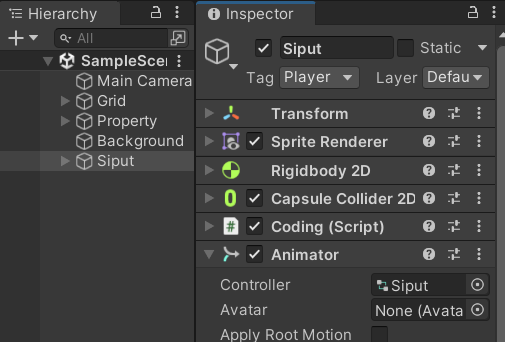 Hierarchy
All
SampleScen
Main Camera
Grid
Property
Background
Siput
Inspector
Siput
Static
Tag Player Layer Defau
Transform
Sprite Renderer
Rigidbody 2D
Capsule Collider 2D
Coding (Script)
Animator
Controller Siput
Avatar None (Avata
Apply Root Motion